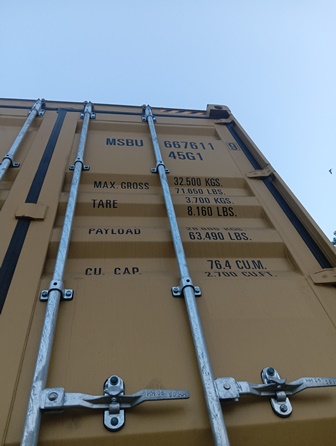 MSBU 667611 9
45G1
MAX. GROSS 32.500 KGS.
71.650 LBS.
TARE 3.700 KGS.
8.160 LBS.
PAYLOAD
63.490 LBS.
CU. CAP. 76.4 CU.M.
2.700 CU.FT.